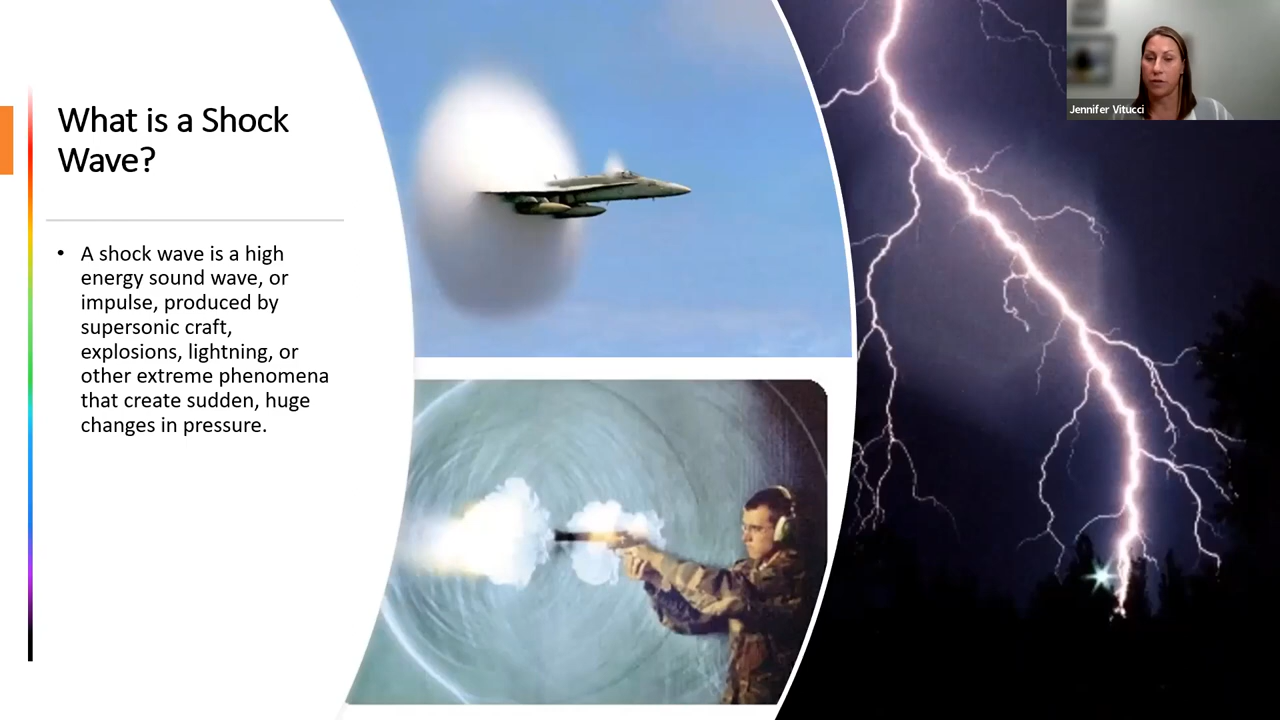 What is a Shock
Wave?
• A shock wave is a high
energy sound wave, or
impulse, produced by
supersonic craft,
explosions, lightning, or
other extreme phenomena
that create sudden, huge
changes in pressure.
Jennifer Vitucci